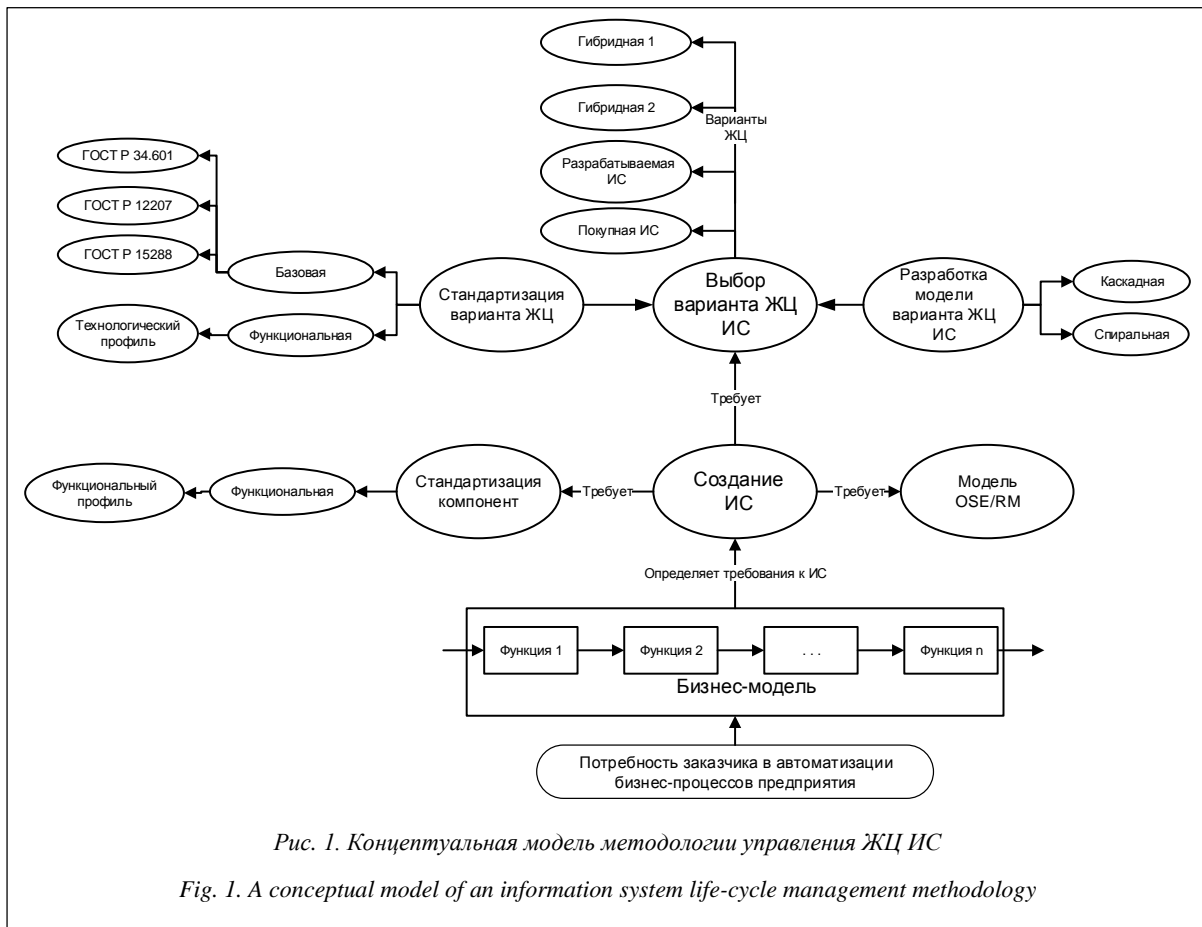 Гибридная 1
Гибридная 2
Варианты
ЖЦ
ГОСТ Р 34.601
Разрабатываемая
ИС
ГОСТ Р 12207
Покупная ИС
ГОСТ Р 15288
Базовая
Стандартизация
варианта ЖЦ
Выбор
варианта ЖЦ
ИС
Разработка
модели
варианта ЖЦ
ИС
Каскадная
Технологический
профиль
Функциональная
Спиральная
Требует
Функциональный
профиль
Функциональная
Стандартизация
компонент
Требует
Создание
ИС
Требует
Модель
OSE/RM
Определяет требования к ИС
Функция 1
Функция 2
. . .
Функция n
Бизнес-модель
Потребность заказчика в автоматизации
бизнес-процессов предприятия
Рис. 1. Концептуальная модель методологии управления ЖЦ ИС
Fig. 1. A conceptual model of an information system life-cycle management methodology